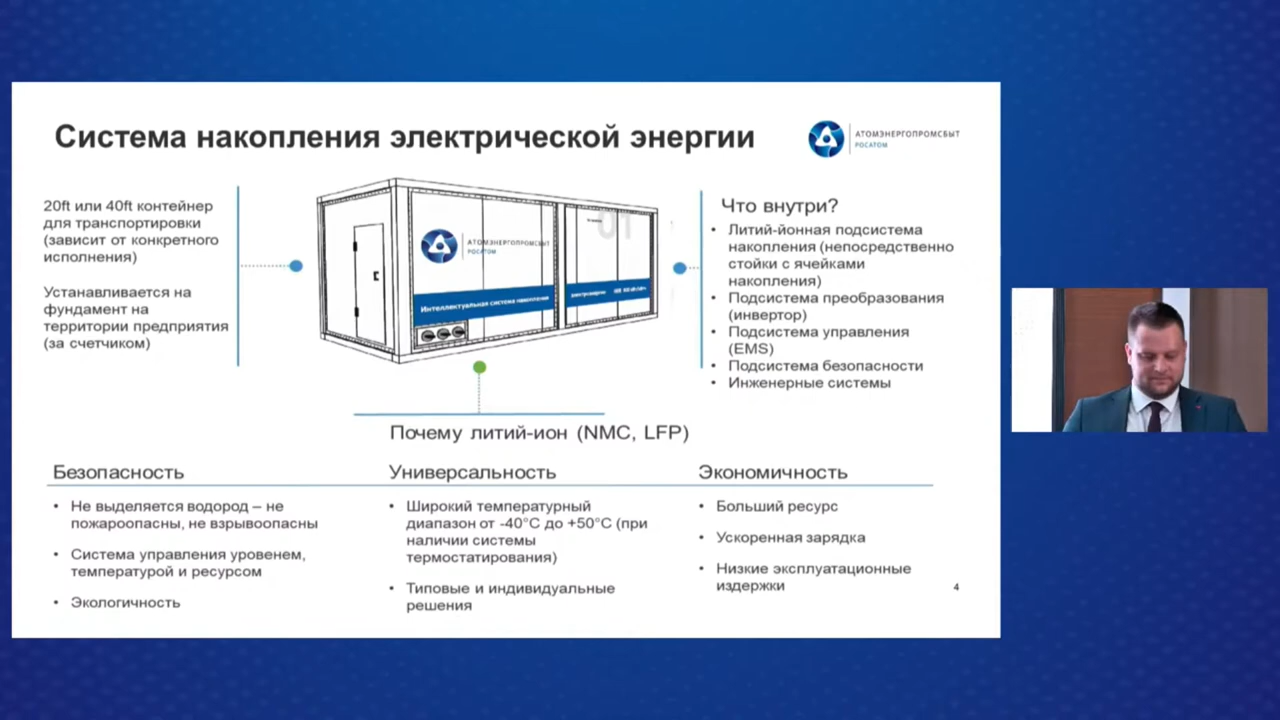 Система накопления электрической энергии
АТОМЭНЕРГОПРОМСБЫТ
РОСАТОМ
20ft или 40ft контейнер
для транспортировки
(зависит от конкретного
исполнения)
Устанавливается на
фундамент на
территории предприятия
(за счетчиком)
01
АТОМЭНЕРГОПРОМСБЫТ
РОСАТОМ
Интеллектуальная система накопления
электроэнергии
Что внутри?
• Литий-йонная подсистема
накопления (непосредственно
стойки с ячейками
накопления)
• Подсистема преобразования
(инвертор)
• Подсистема управления
(EMS)
• Подсистема безопасности
• Инженерные системы
Почему литий-ион (NMC, LFP)
Безопасность
• Не выделяется водород – не
пожароопасны, не взрывоопасны
• Система управления уровенем,
температурой и ресурсом
• Экологичность
Универсальность
• Широкий температурный
диапазон от -40°C до +50°C (при
наличии системы
термостатирования)
• Типовые и индивидуальные
решения
Экономичность
• Больший ресурс
• Ускоренная зарядка
• Низкие эксплуатационные
издержки
4